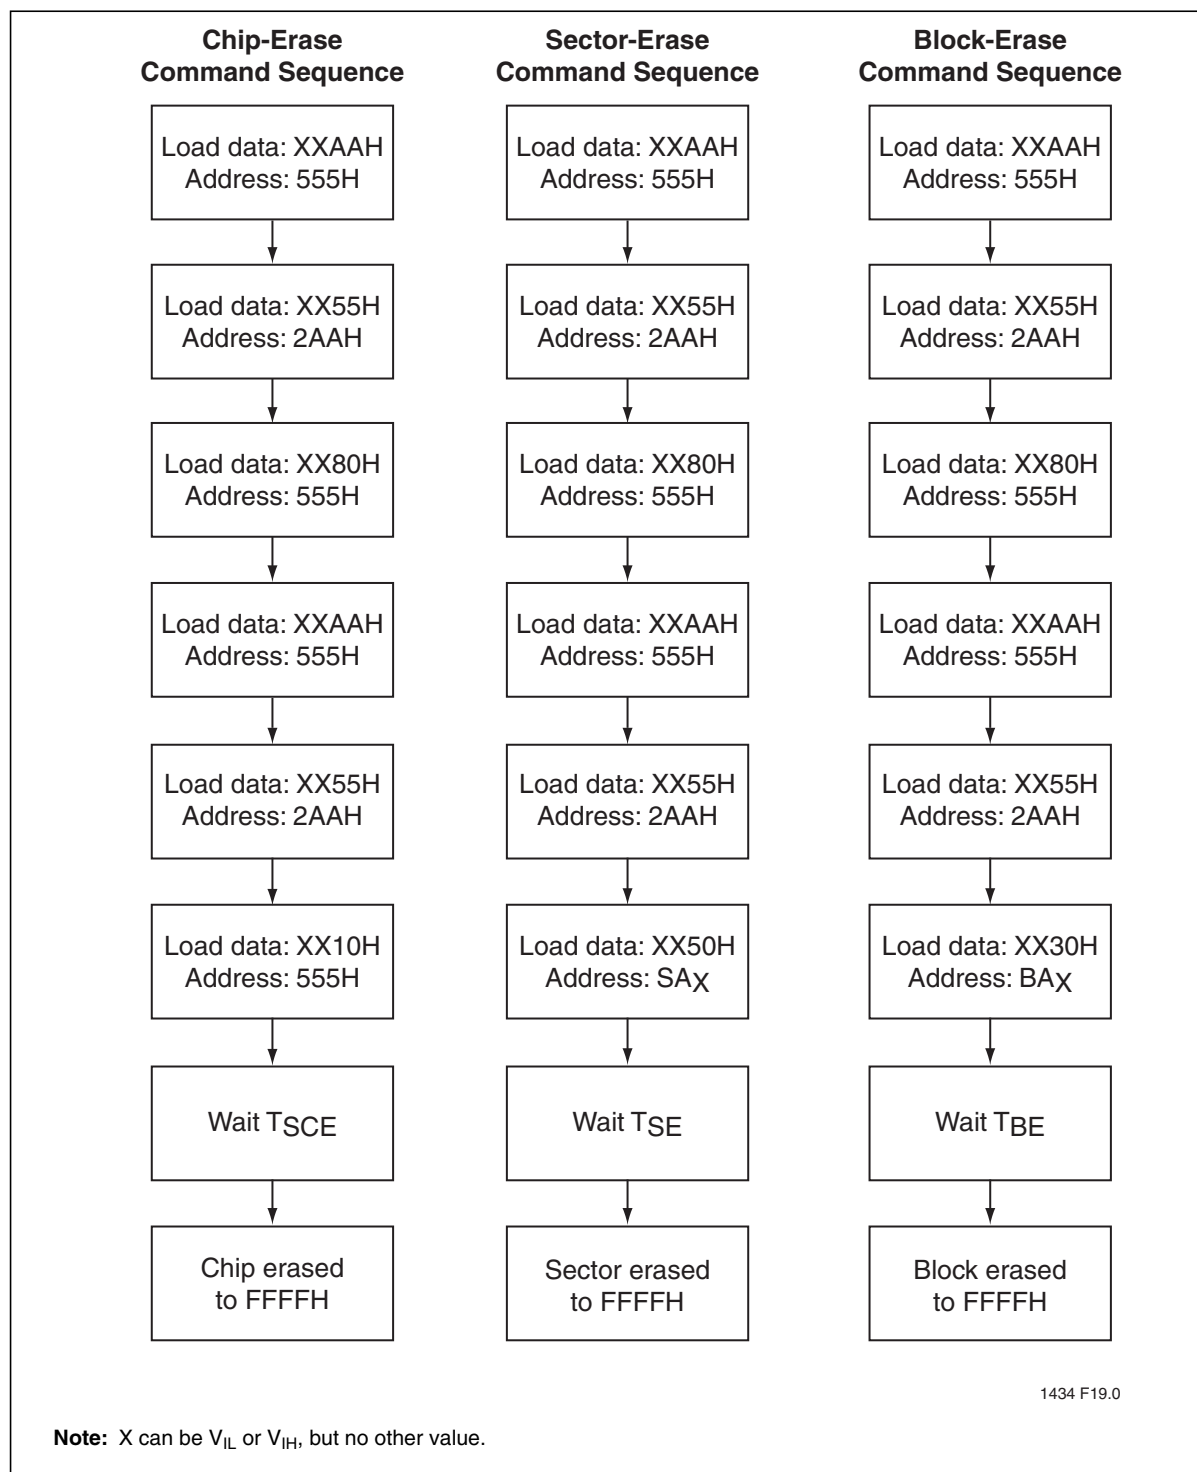 Chip-Erase
Command Sequence
Load data: XXAAH
Address: 555H
Load data: XX55H
Address: 2AAH
Load data: XX80H
Address: 555H
Load data: XXAAH
Address: 555H
Load data: XX55H
Address: 2AAH
Load data: XX10H
Address: 555H
Wait TSCE
Chip erased
to FFFFH
Sector-Erase
Command Sequence
Load data: XXAAH
Address: 555H
Load data: XX55H
Address: 2AAH
Load data: XX80H
Address: 555H
Load data: XXAAH
Address: 555H
Load data: XX55H
Address: 2AAH
Load data: XX50H
Address: SAX
Wait TSE
Sector erased
to FFFFH
Block-Erase
Command Sequence
Load data: XXAAH
Address: 555H
Load data: XX55H
Address: 2AAH
Load data: XX80H
Address: 555H
Load data: XXAAH
Address: 555H
Load data: XX55H
Address: 2AAH
Load data: XX30H
Address: BAX
Wait TBE
Block erased
to FFFFH
1434 F19.0
Note: X can be VIL or VIH, but no other value.